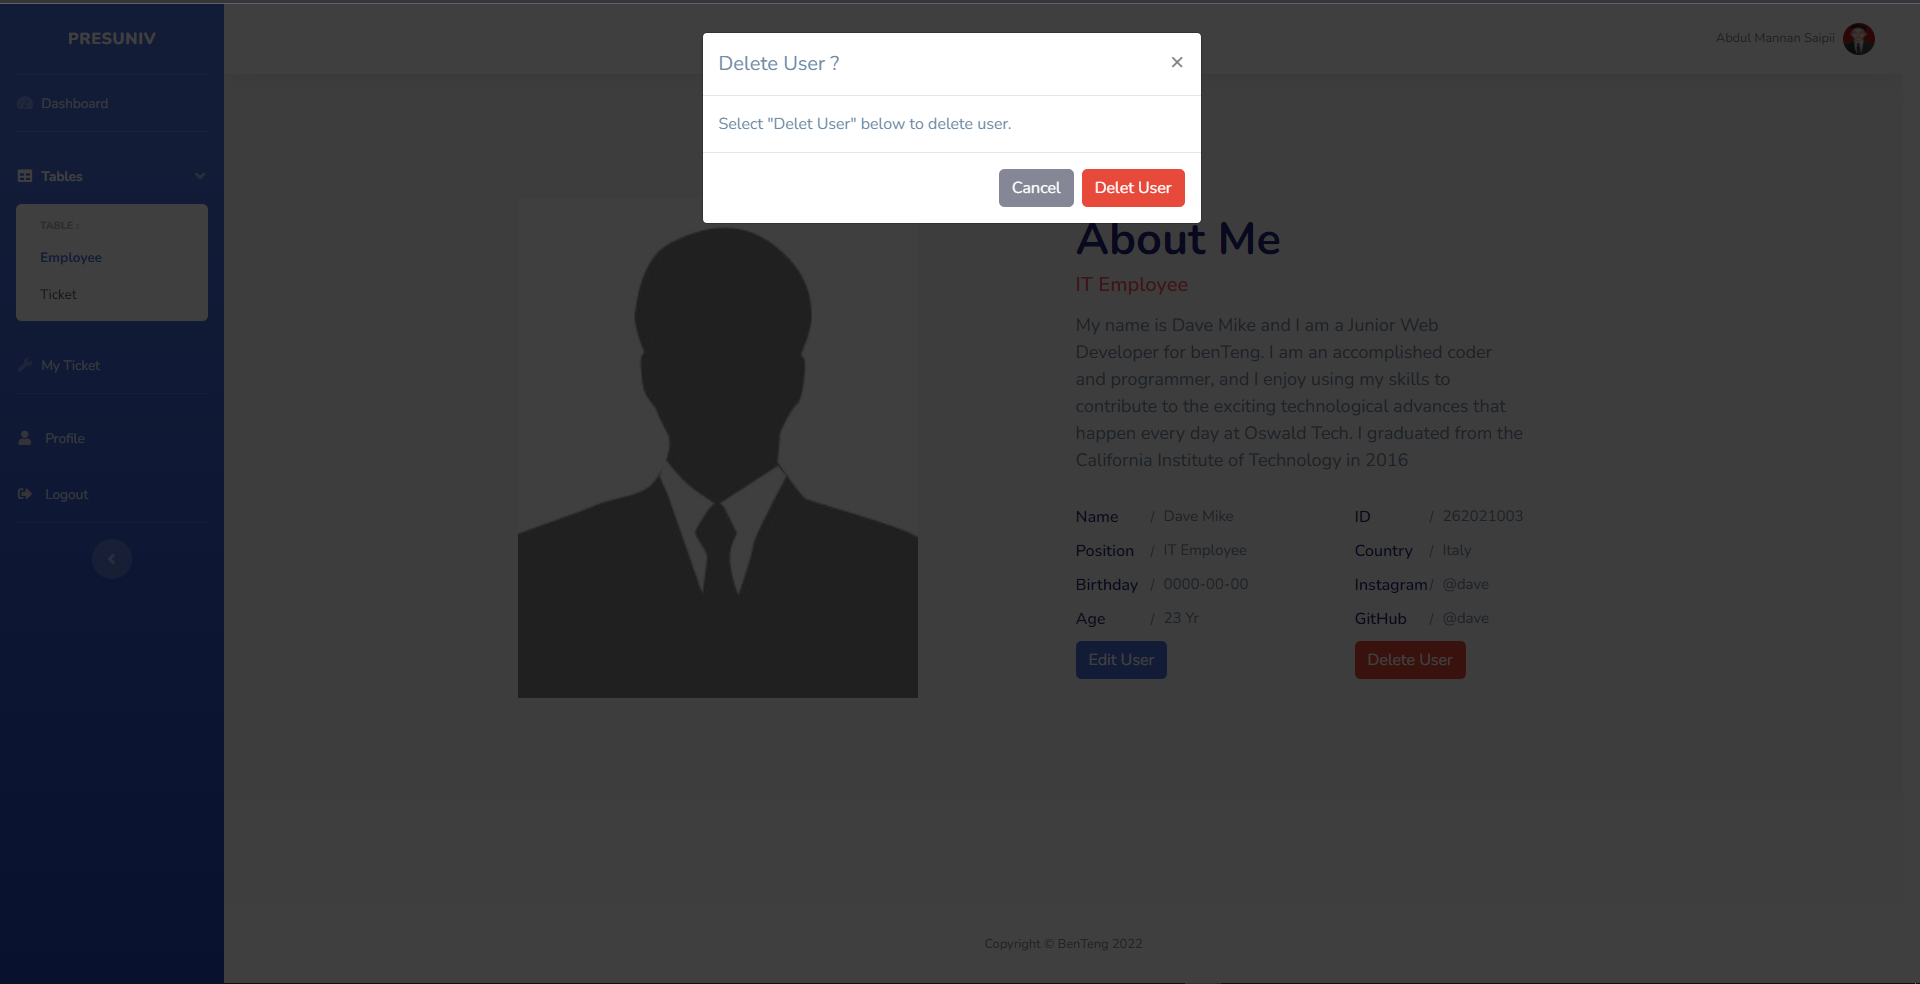 PRESUNIV
Dashboard
Tables
TABLE :
Employee
Ticket
My Ticket
Profile
Logout
Abdul Mannan Saipii
Delete User ?
×
Select "Delet User" below to delete user.
Cancel
Delet User
About Me
IT Employee
My name is Dave Mike and I am a Junior Web
Developer for benTeng. I am an accomplished coder
and programmer, and I enjoy using my skills to
contribute to the exciting technological advances that
happen every day at Oswald Tech. I graduated from the
California Institute of Technology in 2016
Name / Dave Mike
ID / 262021003
Position / IT Employee
Country / Italy
Birthday / 0000-00-00
Instagram/ @dave
Age / 23 Yr
GitHub / @dave
Edit User
Delete User
Copyright © BenTeng 2022